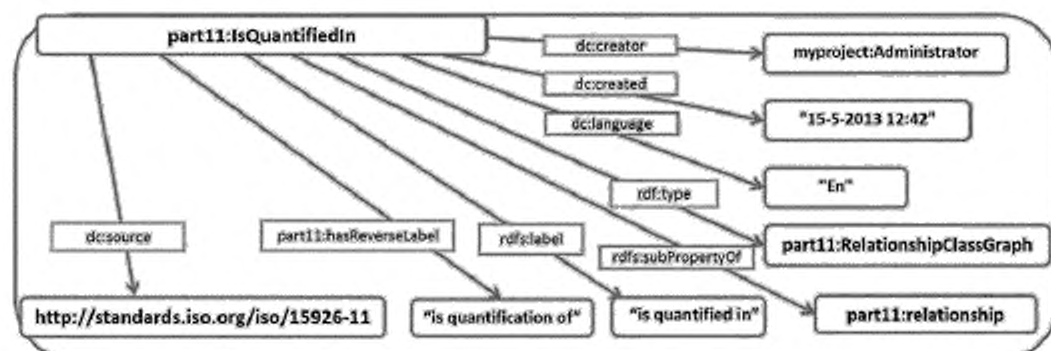 part11:IsQuantifiedIn
dc:creator
myproject:Administrator
dc:created
"15-5-2013 12:42"
dc:language
"En"
rdf:type
dc:source
part11:hasReverseLabel
rdfs:label
part11:RelationshipClassGraph
rdfs:subPropertyOf
http://standards.iso.org/iso/15926-11
"is quantification of"
"is quantified in"
part11:relationship